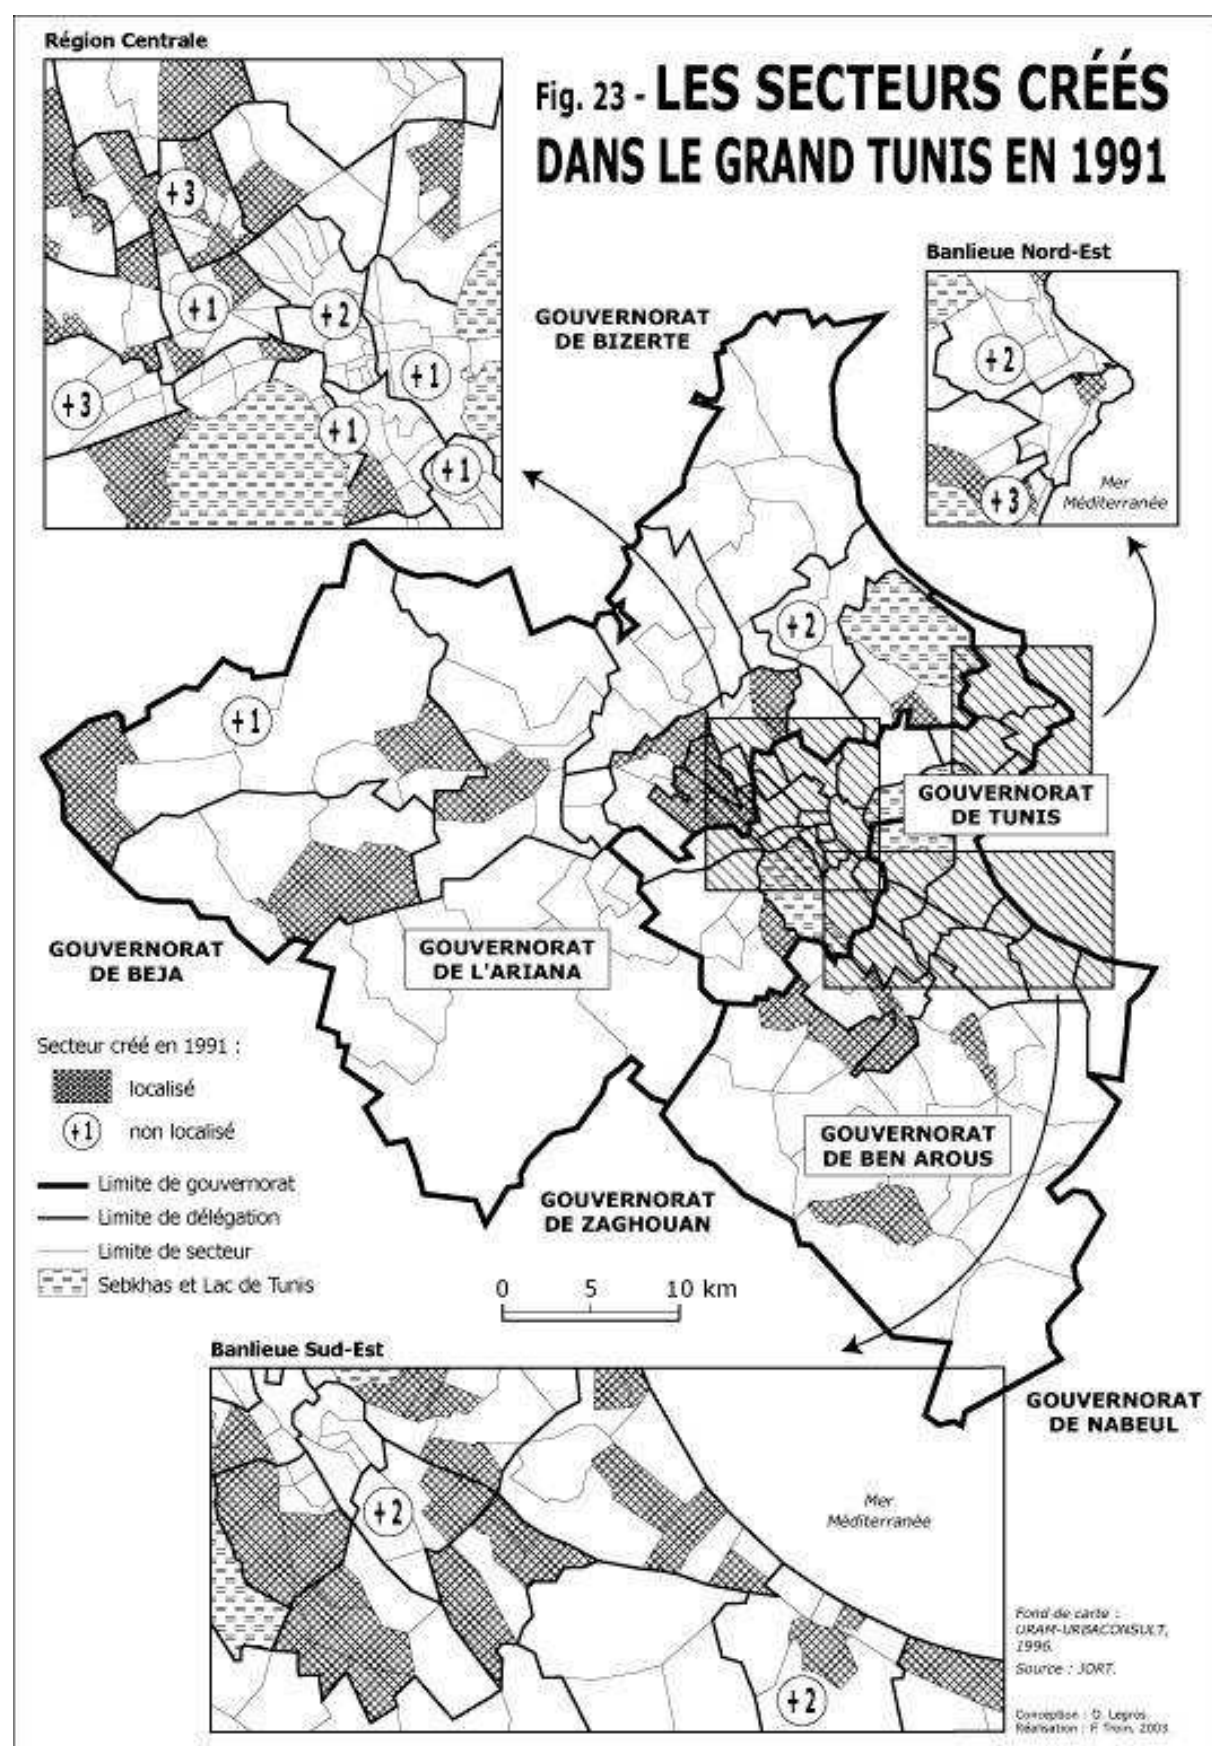 Région Centrale
Fig. 23 - LES SECTEURS CRÉÉS
DANS LE GRAND TUNIS EN 1991
+3
+1
+2
+1
+3
+1
+1
Banlieue Nord-Est
+2
+3
Mer
Méditerranée
GOUVERNORAT
DE BIZERTE
+2
+1
GOUVERNORAT
DE TUNIS
GOUVERNORAT
DE BEJA
GOUVERNORAT
DE L'ARIANA
Secteur créé en 1991 :
localisé
+1 non localisé
Limite de gouvernorat
Limite de délégation
Limite de secteur
Sebkhas et Lac de Tunis
GOUVERNORAT
DE BEN AROUS
GOUVERNORAT
DE ZAGHOUAN
0 5 10 km
Banlieue Sud-Est
GOUVERNORAT
DE NABEUL
+2
Mer
Méditerranée
+2
Fond de carte :
URAM-URBACONSULT,
1996.
Source : JORT.
Conception : O. Legros.
Réalisation : F. Troin, 2003.